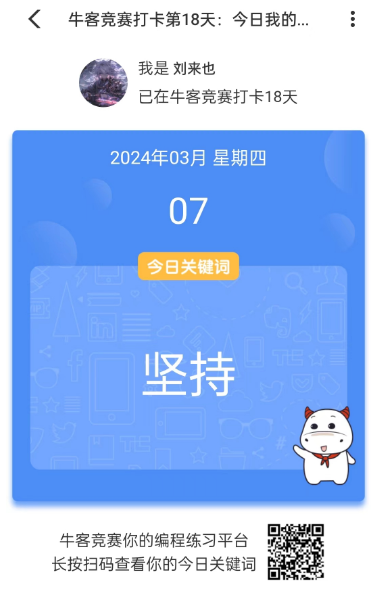 牛客竞赛打卡第18天：今日我的...
我是 刘来也
已在牛客竞赛打卡18天
2024年03月 星期四
07
今日关键词
坚持
牛客竞赛你的编程练习平台
长按扫码查看你的今日关键词